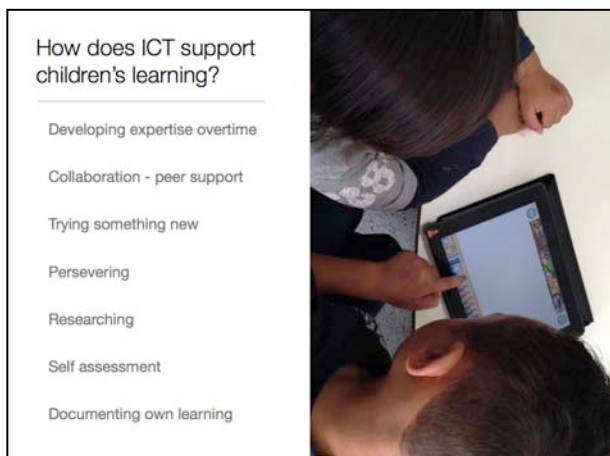 How does ICT support
children's learning?
Developing expertise overtime
Collaboration - peer support
Trying something new
Persevering
Researching
Self assessment
Documenting own learning